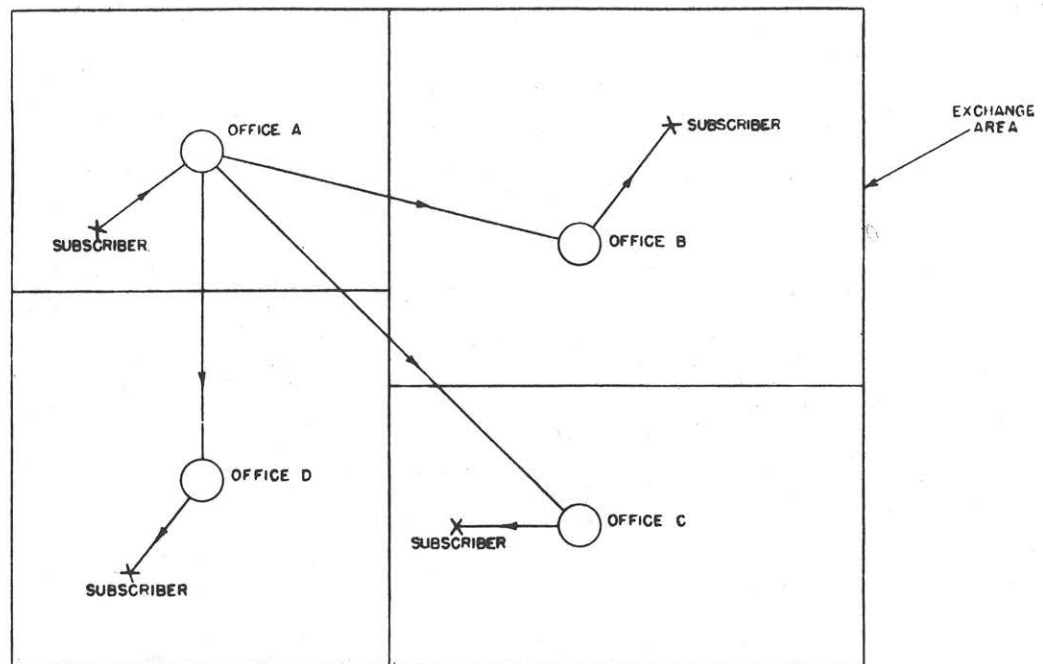 OFFICE A
SUBSCRIBER
EXCHANGE
AREA
SUBSCRIBER.
OFFICE B
OFFICE D
OFFICE C
SUBSCRIBER
SUBSCRIBER